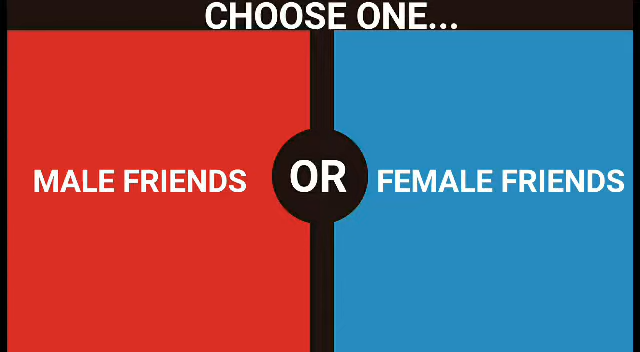 CHOOSE ONE...
MALE FRIENDS
OR
FEMALE FRIENDS